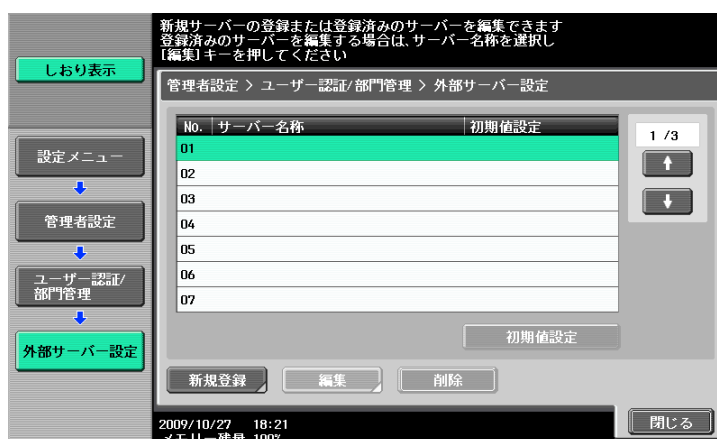 新規サーバーの登録または登録済みのサーバーを編集できます
登録済みのサーバーを編集する場合は、サーバー名称を選択し
[編集]キーを押してください
しおり表示
管理者設定 > ユーザー認証/部門管理 > 外部サーバー設定
No. サーバー名称 初期値設定
01
02
03
04
05
06
07
1 /3
設定メニュー
管理者設定
ユーザー認証/
部門管理
外部サーバー設定
初期値設定
新規登録 編集 削除
2009/10/27 18:21
メモリー残量 100%
閉じる